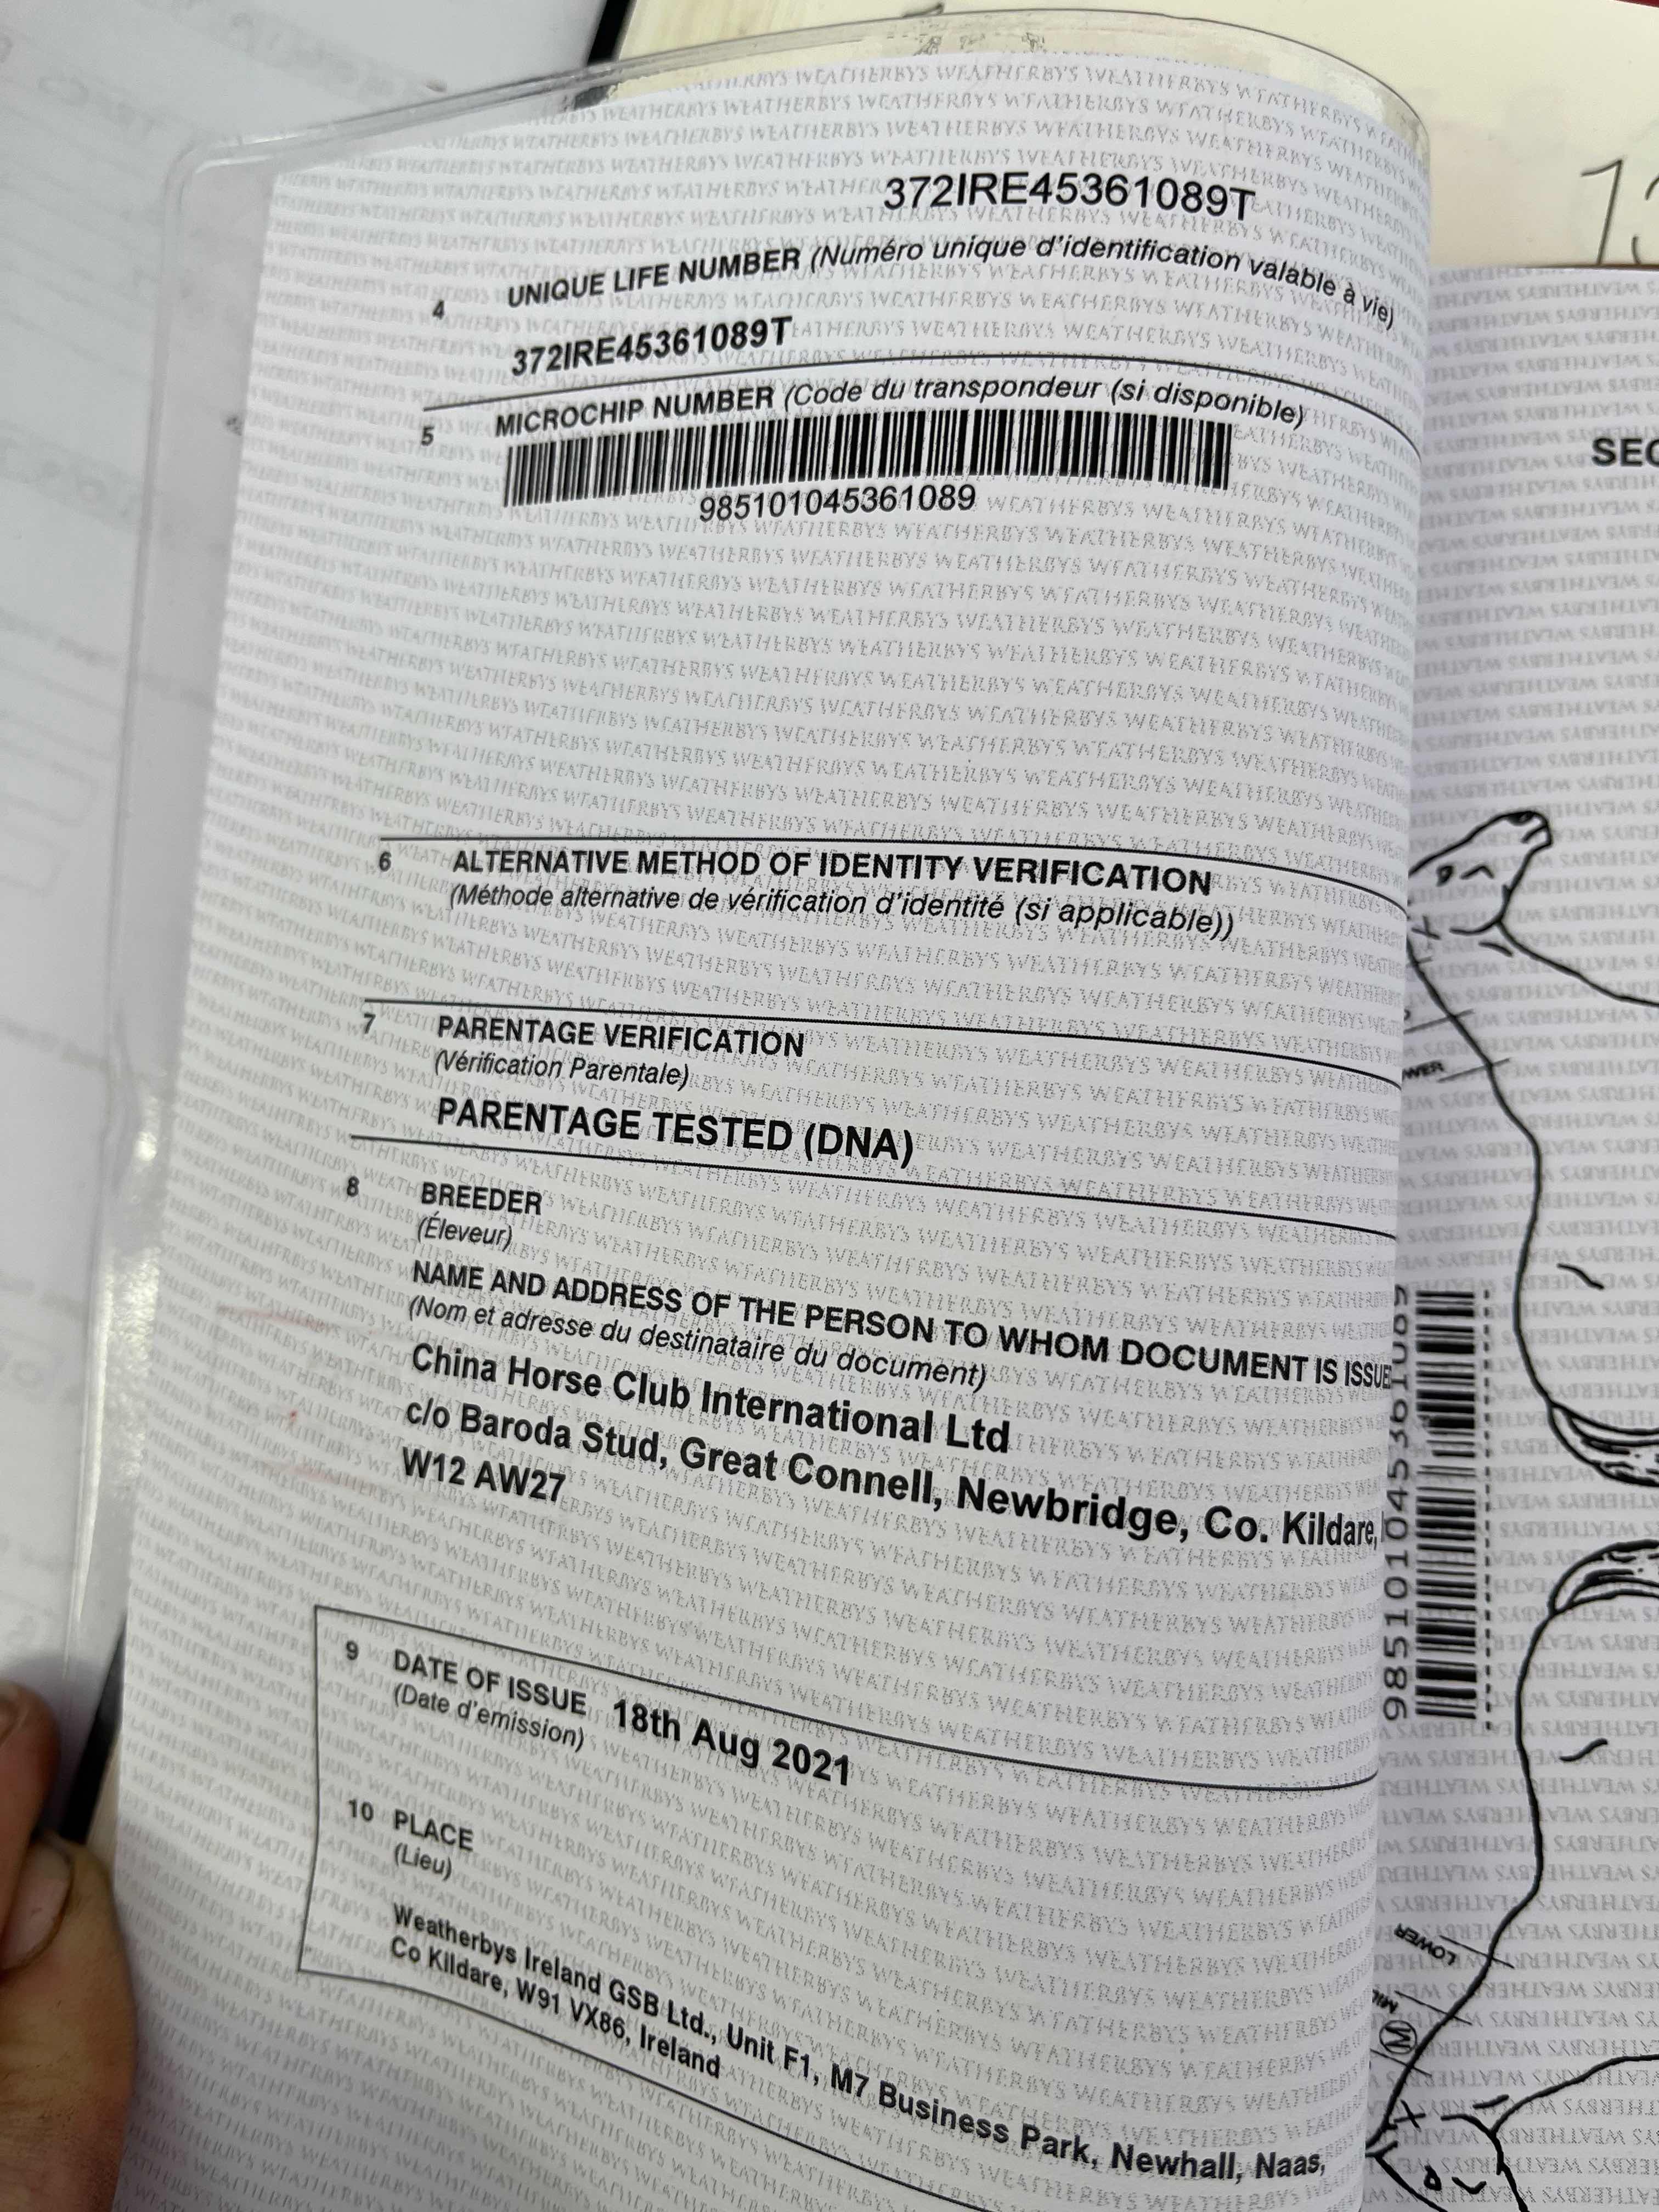 372IRE45361089T
4 UNIQUE LIFE NUMBER (Numéro unique d'identification valable à vie)
372IRE45361089T
5 MICROCHIP NUMBER (Code du transpondeur (si disponible)
985101045361089
6 ALTERNATIVE METHOD OF IDENTITY VERIFICATION
(Méthode alternative de vérification d'identité (si applicable))
7 PARENTAGE VERIFICATION
(Vérification Parentale)
PARENTAGE TESTED (DNA)
8 BREEDER
(Éleveur)
NAME AND ADDRESS OF THE PERSON TO WHOM DOCUMENT IS ISSUE
(Nom et adresse du destinataire du document)
China Horse Club International Ltd
c/o Baroda Stud, Great Connell, Newbridge, Co. Kildare,
W12 AW27
9 DATE OF ISSUE 18th Aug 2021
(Date d'emission)
10 PLACE
(Lieu)
Weatherbys Ireland GSB Ltd., Unit F1, M7 Business Park, Newhall, Naas,
Co Kildare, W91 VX86, Ireland
SEC
985101045361089
LOWER
M
WEATHERBYS